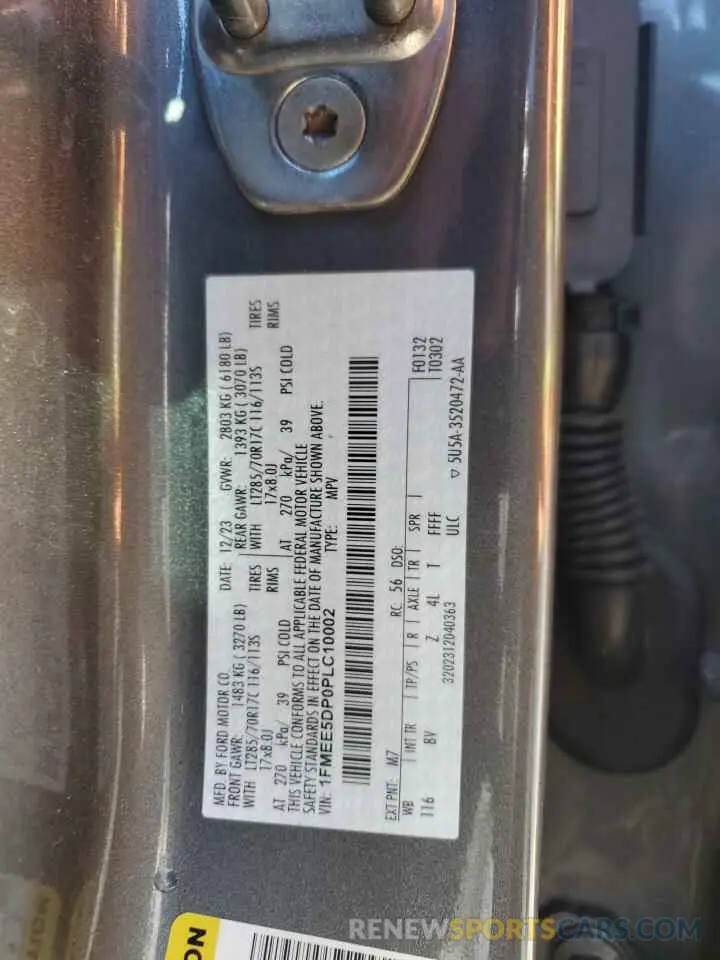 MFD. BY FORD MOTOR CO. DATE: 12/23 GVWR: 2803 KG ( 6180 LB)
FRONT GAWR: 1483 KG ( 3270 LB) REAR GAWR: 1393 KG ( 3070 LB)
WITH LT285/70R17C 116/113S TIRES WITH LT285/70R17C 116/113S TIRES
17x8.0J RIMS 17x8.0J RIMS
AT 270 kPa/ 39 PSI COLD AT 270 kPa/ 39 PSI COLD
THIS VEHICLE CONFORMS TO ALL APPLICABLE FEDERAL MOTOR VEHICLE
SAFETY STANDARDS IN EFFECT ON THE DATE OF MANUFACTURE SHOWN ABOVE.
VIN: 1FMEE5DP0PLC10002 TYPE: MPV
F0132
T0302
EXT PNT: M7 RC: 56 DSO:
WB INT TR TP/PS R AXLE TR SPR
116 8V Z 4L T FFFF
ULC
3202312040363 5U5A-3520472-AA
ON
RENEWSPORTSCARS.COM